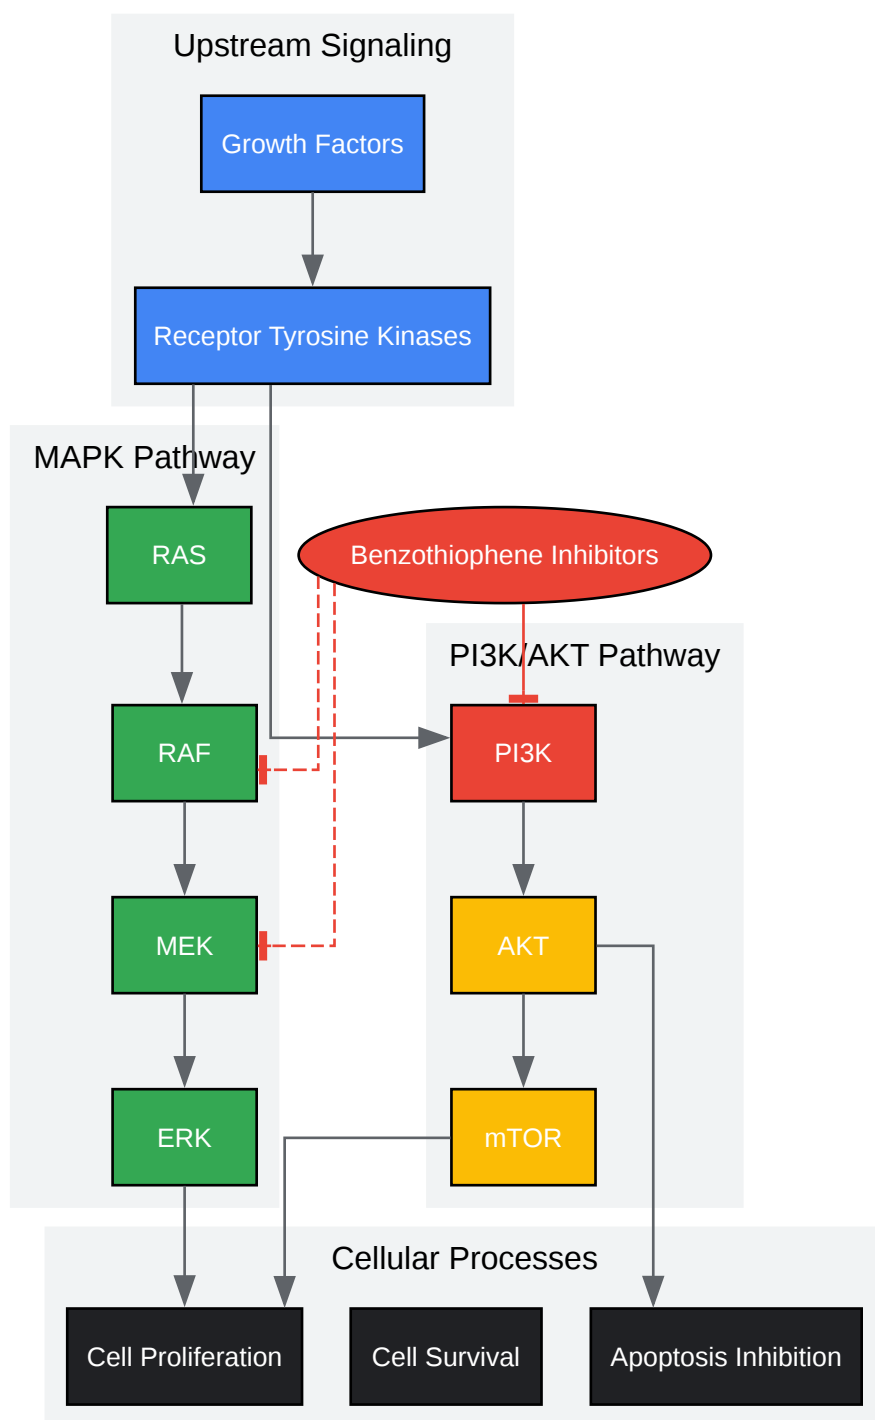 Upstream Signaling
Growth Factors
Receptor Tyrosine Kinases
MAPK Pathway
RAS
Benzothiophene Inhibitors
PI3K/AKT Pathway
RAF
PI3K
MEK
AKT
ERK
mTOR
Cellular Processes
Cell Proliferation
Cell Survival
Apoptosis Inhibition